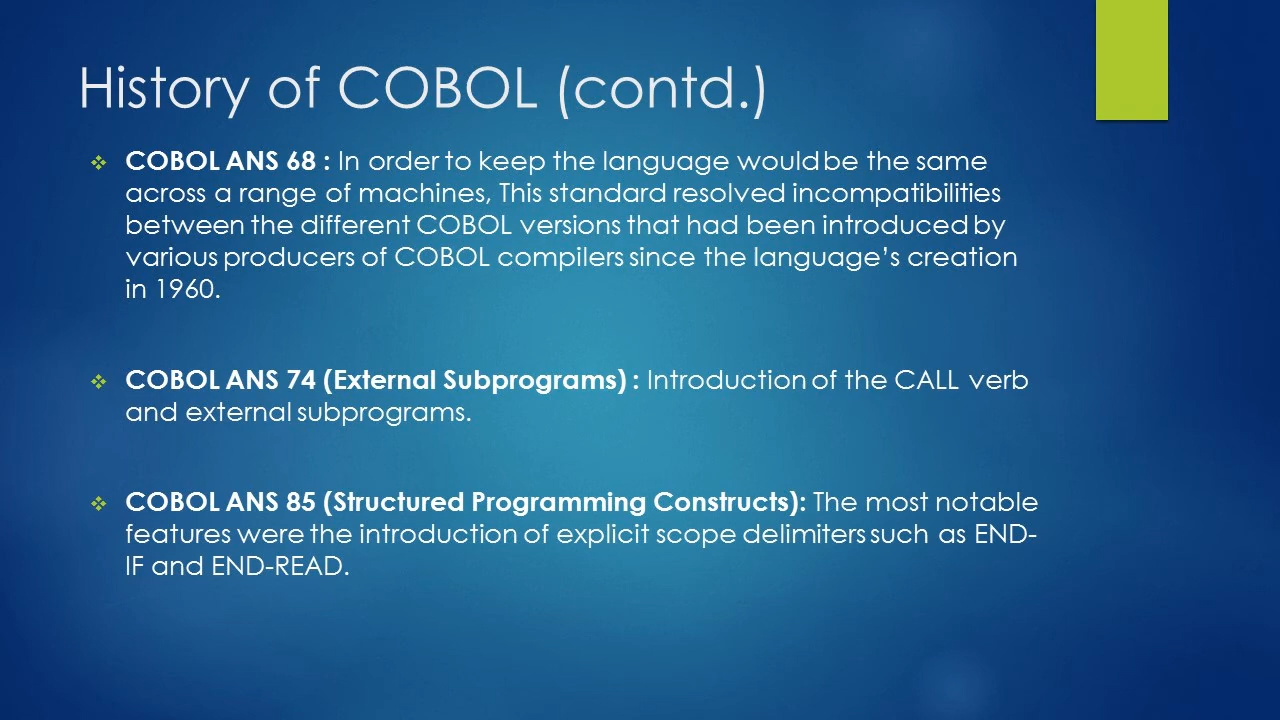 History of COBOL (contd.)
COBOL ANS 68 : In order to keep the language would be the same
across a range of machines, This standard resolved incompatibilities
between the different COBOL versions that had been introduced by
various producers of COBOL compilers since the language’s creation
in 1960.
COBOL ANS 74 (External Subprograms) : Introduction of the CALL verb
and external subprograms.
COBOL ANS 85 (Structured Programming Constructs): The most notable
features were the introduction of explicit scope delimiters such as END-
IF and END-READ.